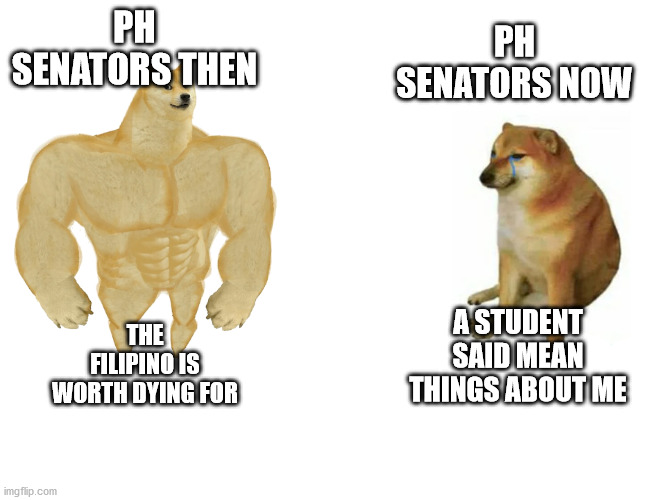 PH
SENATORS THEN
PH
SENATORS NOW
THE
FILIPINO IS
WORTH DYING FOR
A STUDENT
SAID MEAN
THINGS ABOUT ME
imgflip.com